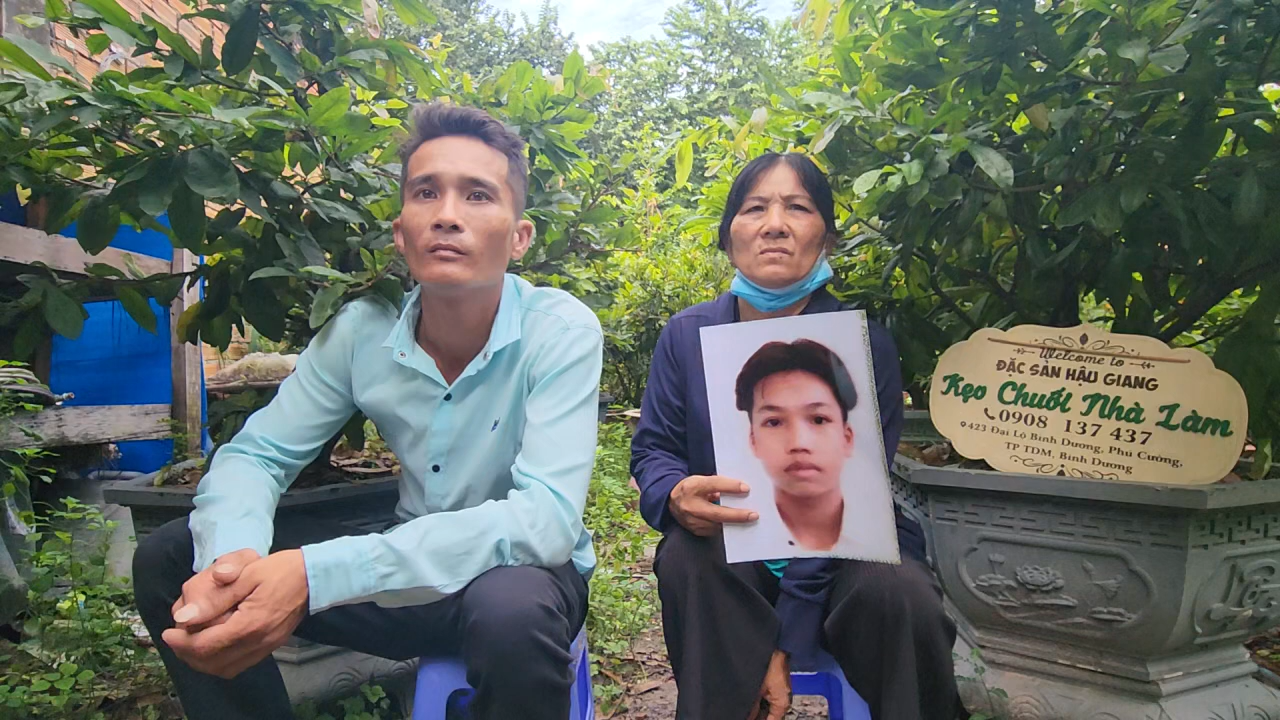 Welcome to
ĐẶC SẢN HẬU GIANG
Kẹo Chuối Nhà Làm
0908 137 437
423 Đại Lộ Bình Dương, Phú Cường,
TP TDM, Bình Dương